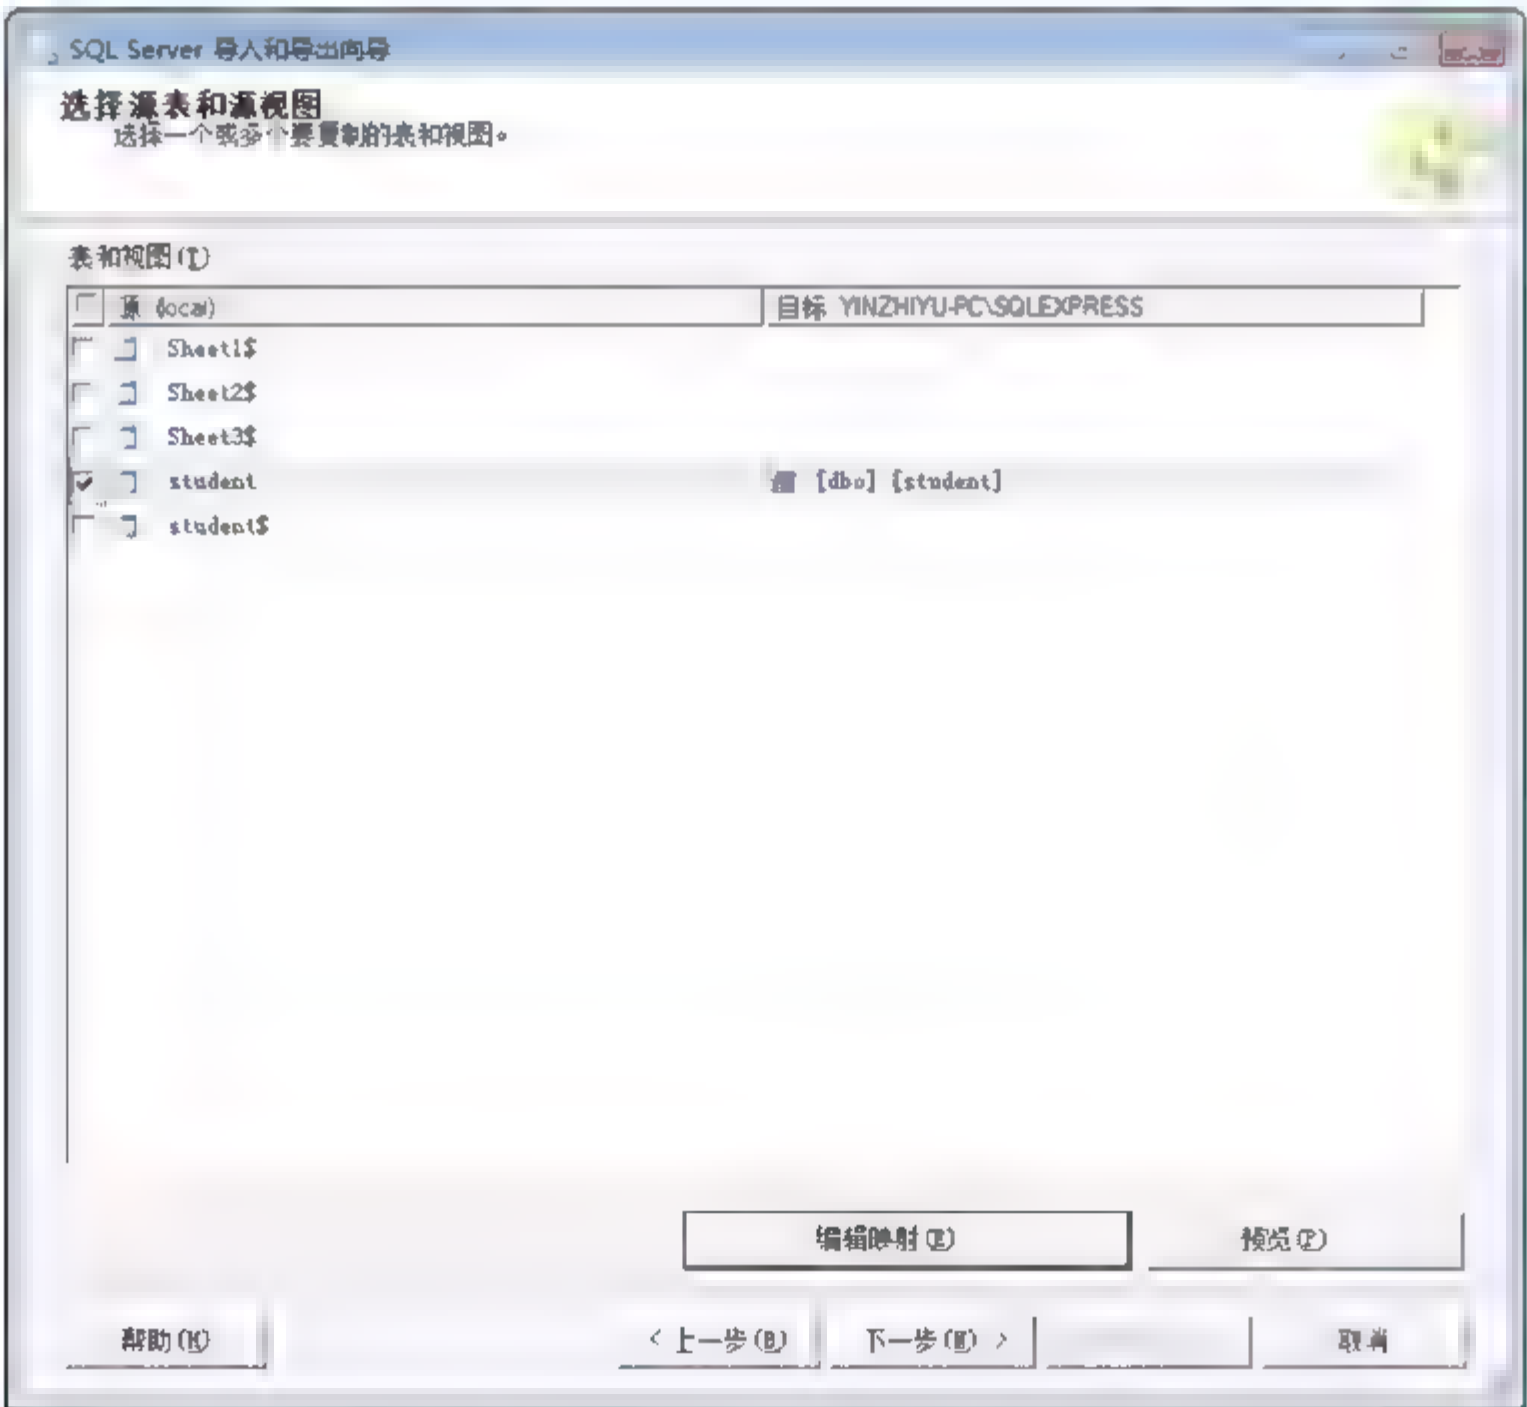 SQL Server 导入和导出向导
选择源表和源视图
选择一个或多个要复制的表和视图。
表和视图(T)
源 (local)
目标 YINZHIYU-PC\SQLEXPRESS
Sheet1$
Sheet2$
Sheet3$
student
[dbo] [student]
student$
编辑映射(E)
预览(P)
帮助(H)
< 上一步(B)
下一步(N) >
取消